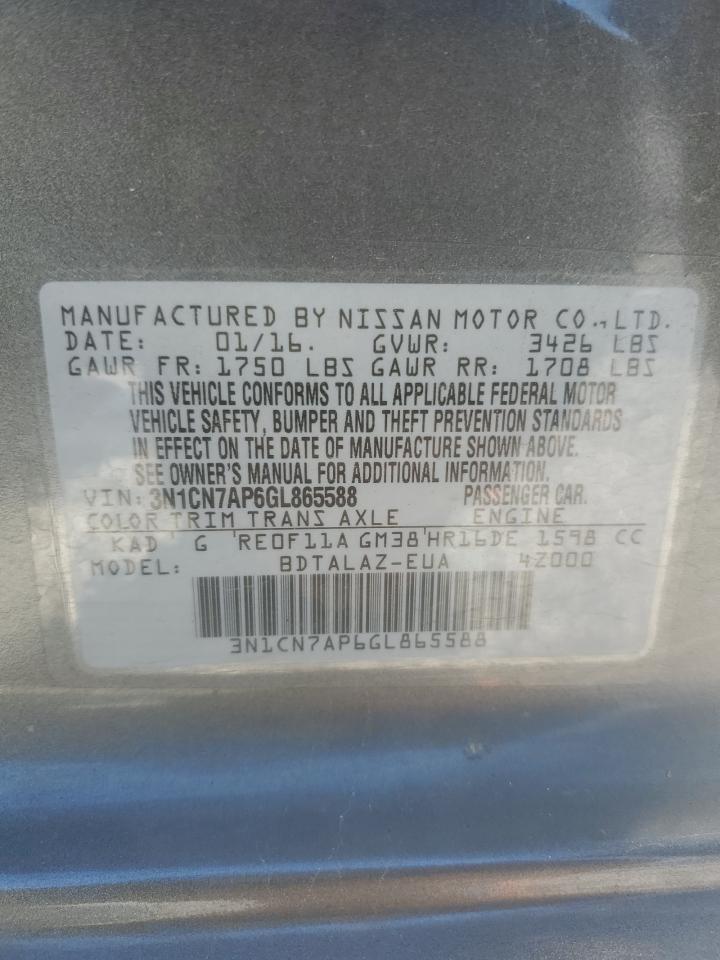 MANUFACTURED BY NISSAN MOTOR CO., LTD.
DATE: 01/16. GVWR: 3426 LBS
GAWR FR: 1750 LBS GAWR RR: 1708 LBS
THIS VEHICLE CONFORMS TO ALL APPLICABLE FEDERAL MOTOR
VEHICLE SAFETY, BUMPER AND THEFT PREVENTION STANDARDS
IN EFFECT ON THE DATE OF MANUFACTURE SHOWN ABOVE.
SEE OWNER'S MANUAL FOR ADDITIONAL INFORMATION.
VIN: 3N1CN7AP6GL865588 PASSENGER CAR.
COLOR TRIM TRANS AXLE ENGINE
KAD G RE0F11A GM38 HR16DE 1598 CC
MODEL: BDTALAZ-EUA 4Z000
3N1CN7AP6GL865588